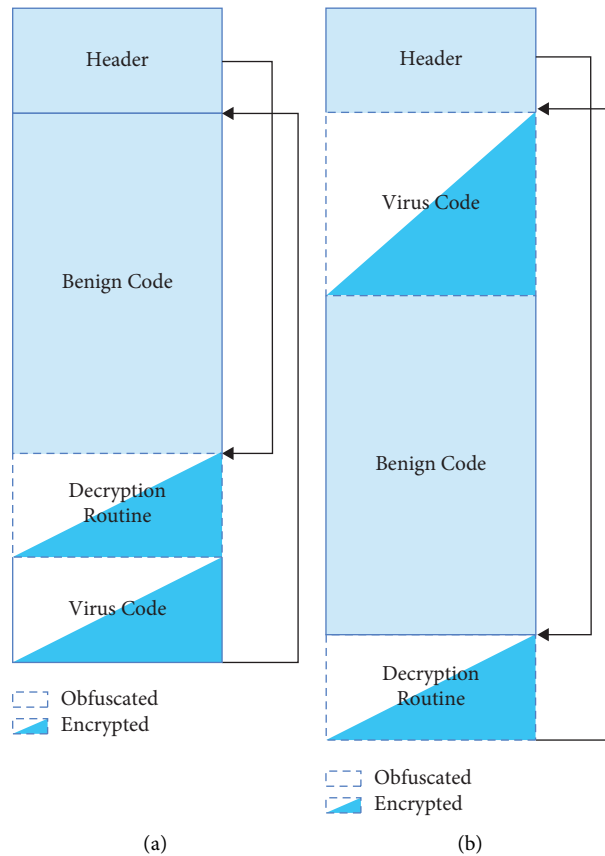 Header
Benign Code
Decryption
Routine
Virus Code
Obfuscated
Encrypted
(a)
Header
Virus Code
Benign Code
Decryption
Routine
Obfuscated
Encrypted
(b)